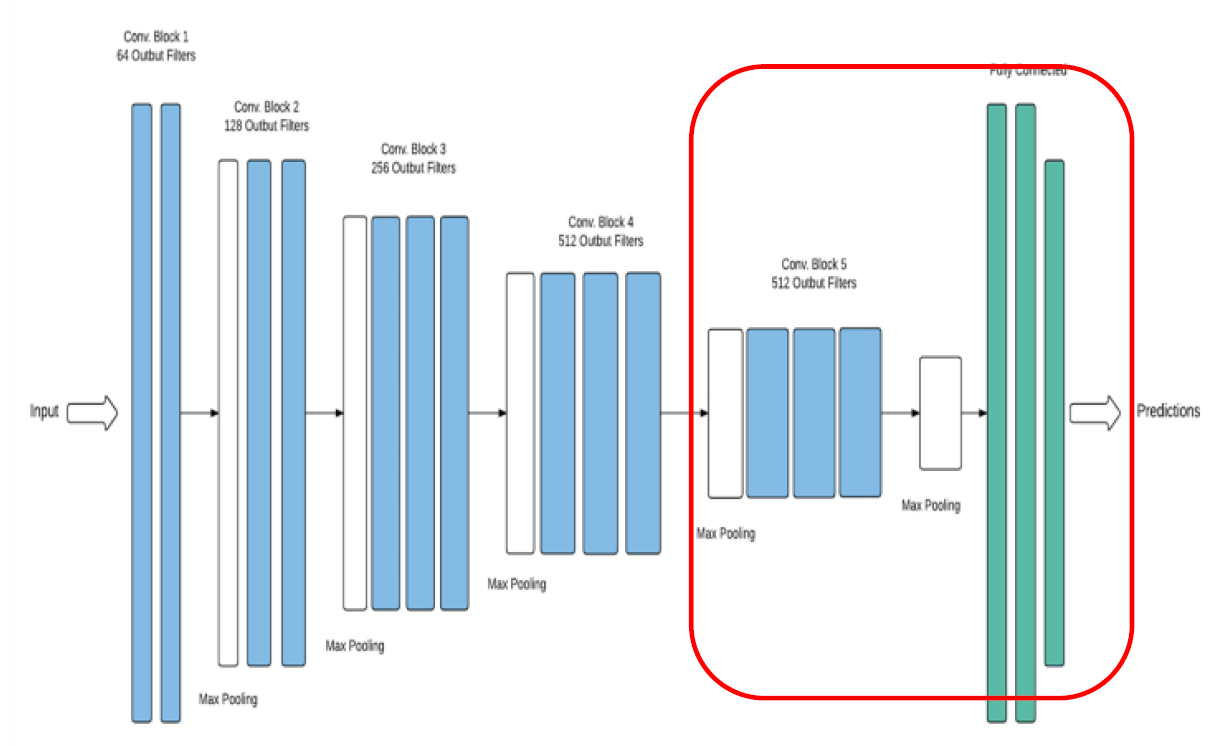 Conv. Block 1
64 Outbut Filters
Conv. Block 2
128 Outbut Filters
Conv. Block 3
256 Outbut Filters
Conv. Block 4
512 Outbut Filters
Conv. Block 5
512 Outbut Filters
Fully Connected
Input
Predictions
Max Pooling
Max Pooling
Max Pooling
Max Pooling
Max Pooling